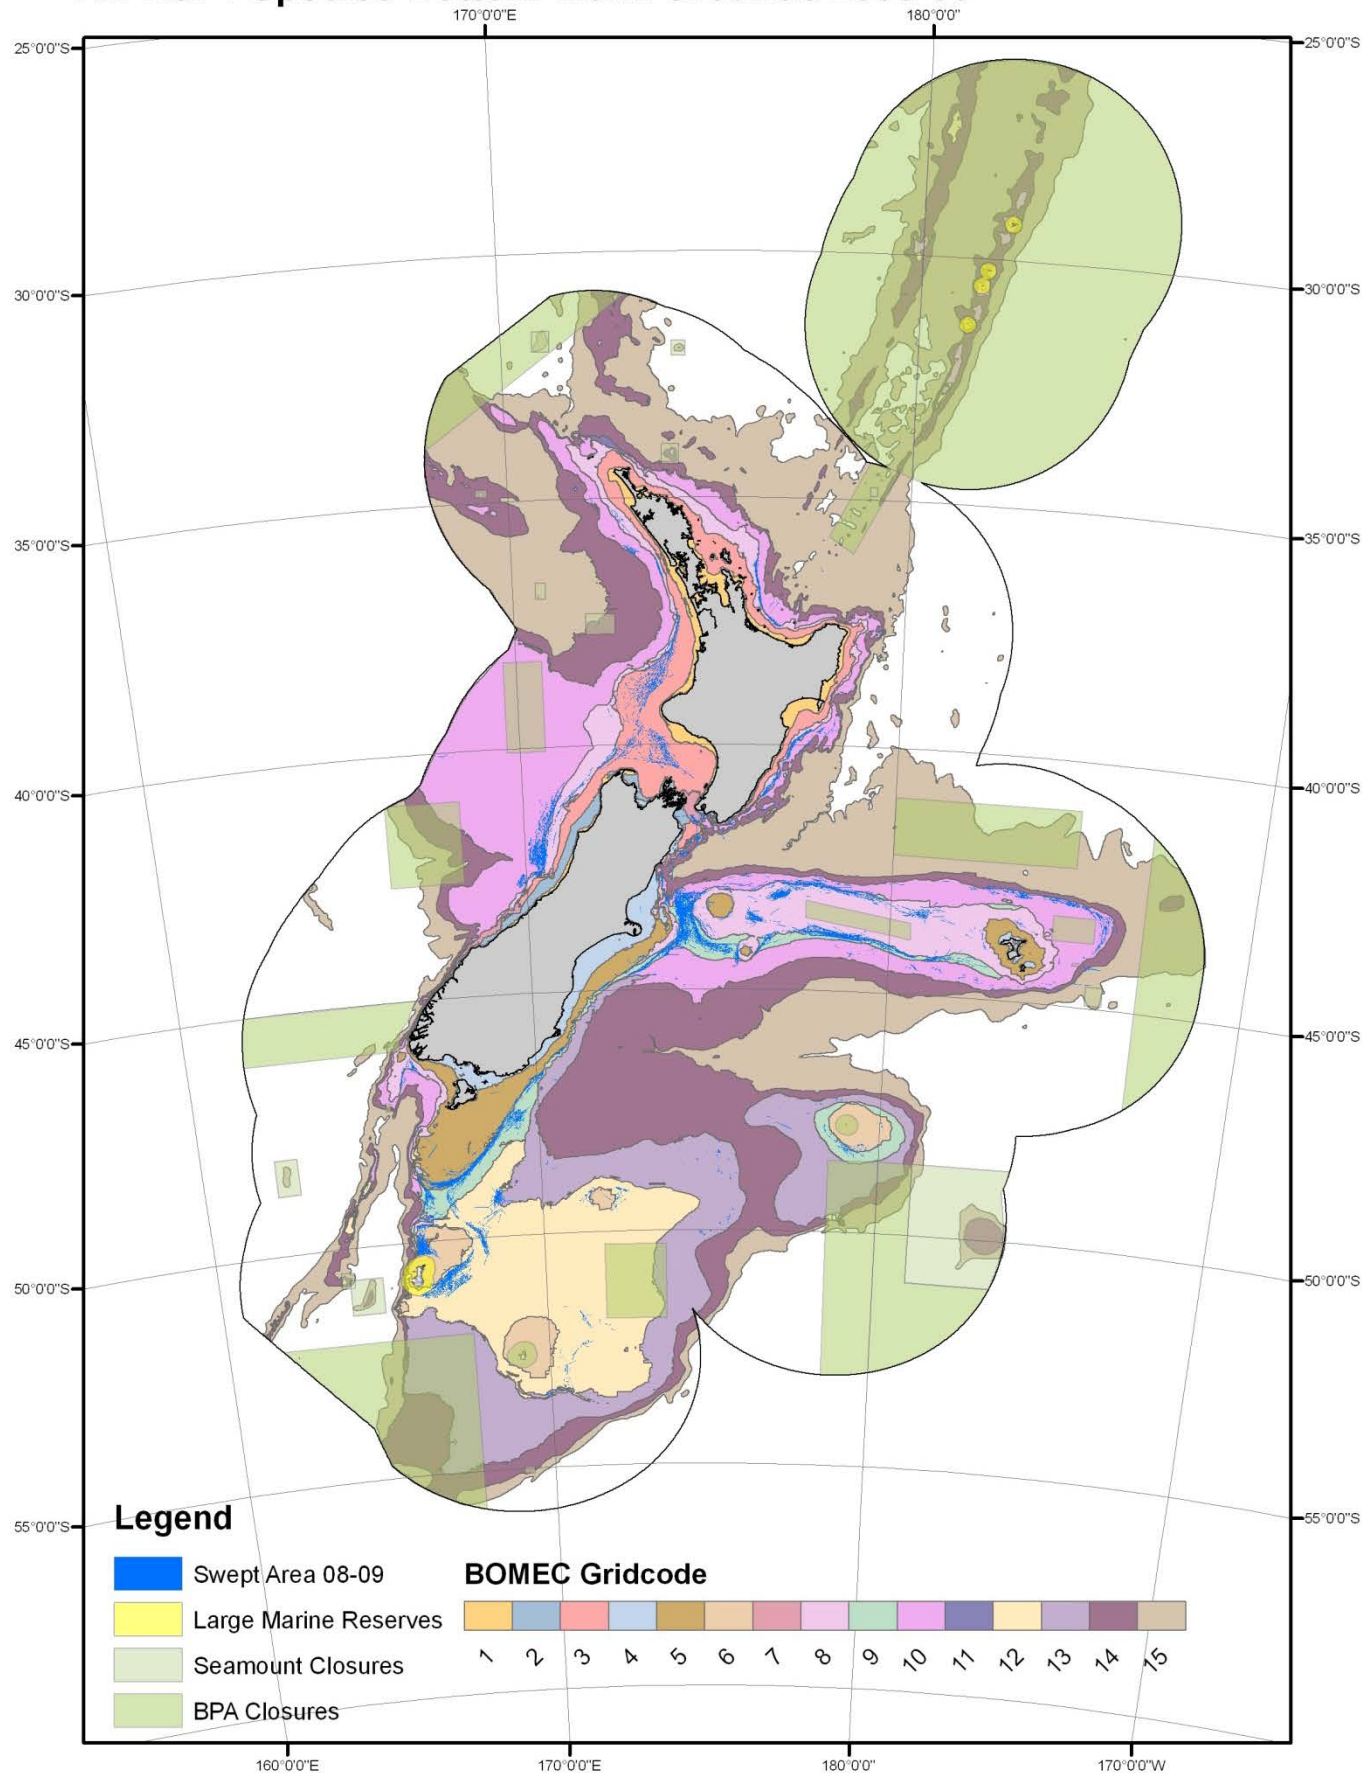 170°0'0"E 180°0'0"
25°0'0"S 25°0'0"S
30°0'0"S 30°0'0"S
35°0'0"S 35°0'0"S
40°0'0"S 40°0'0"S
45°0'0"S 45°0'0"S
50°0'0"S 50°0'0"S
55°0'0"S 55°0'0"S
Legend
Swept Area 08-09
Large Marine Reserves
Seamount Closures
BPA Closures
BOMEC Gridcode
1 2 3 4 5 6 7 8 9 10 11 12 13 14 15
160°0'0"E 170°0'0"E 180°0'0" 170°0'0"W